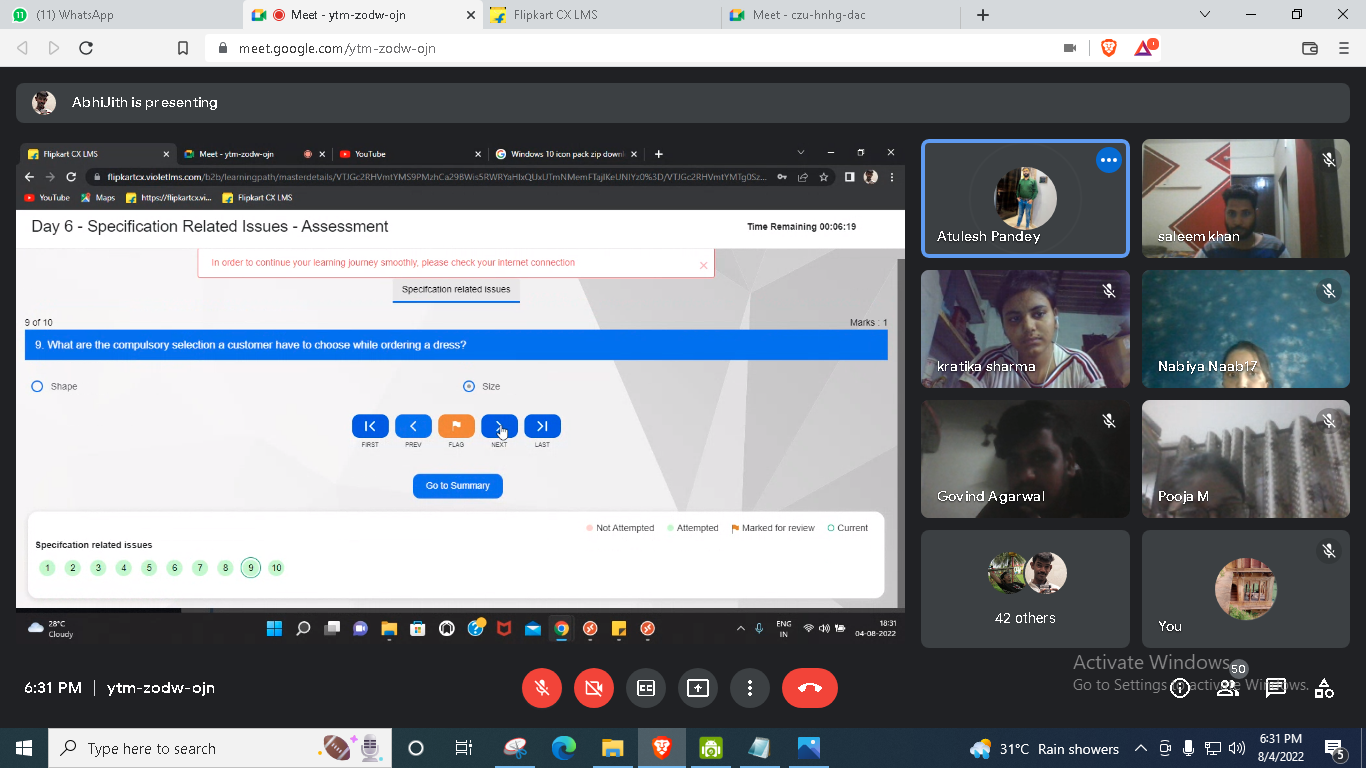 (11) WhatsApp
Meet - ytm-zodw-ojn
Flipkart CX LMS
Meet - czu-hnhg-dac
meet.google.com/ytm-zodw-ojn
AbhiJith is presenting
Flipkart CX LMS
Meet - ytm-zodw-ojn
YouTube
Windows 10 icon pack zip downl
YouTube
Maps
https://flipkartcx.vi...
Flipkart CX LMS
Day 6 - Specification Related Issues - Assessment
Time Remaining 00:06:19
In order to continue your learning journey smoothly, please check your internet connection
Specifcation related issues
9 of 10
Marks : 1
9. What are the compulsory selection a customer have to choose while ordering a dress?
Shape
Size
FIRST
PREV
FLAG
NEXT
LAST
Go to Summary
Not Attempted
Attempted
Marked for review
Current
Specifcation related issues
1 2 3 4 5 6 7 8 9 10
28°C
Cloudy
ENG
IN
18:31
04-08-2022
Atulesh Pandey
saleem khan
kratika sharma
Nabiya Naab17
Govind Agarwal
Pooja M
42 others
You
6:31 PM | ytm-zodw-ojn
50
Activate Windows
Go to Settings to activate Windows.
Type here to search
31°C Rain showers
6:31 PM
8/4/2022
5